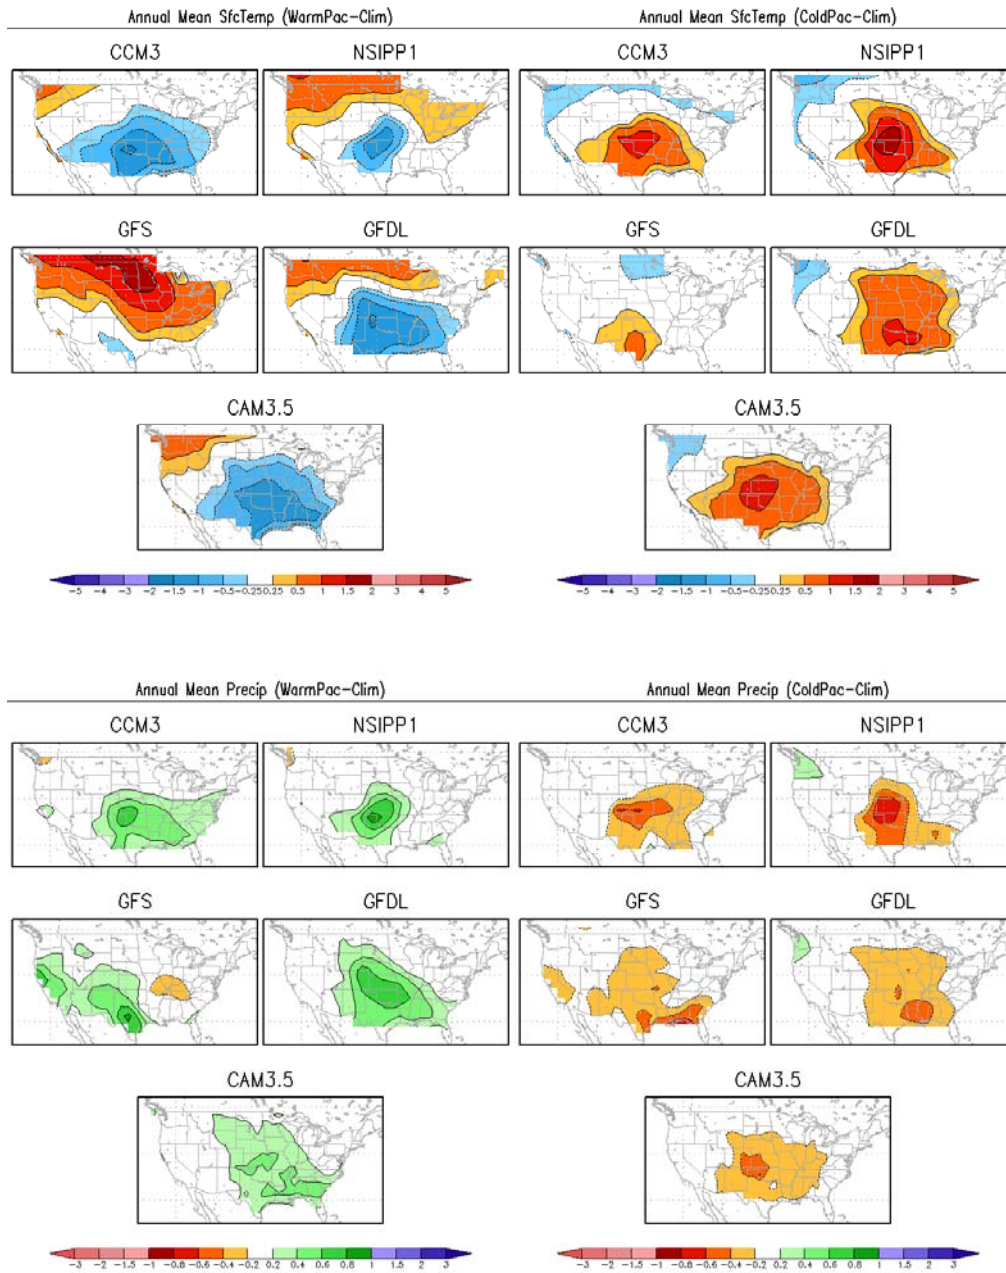 Annual Mean SfcTemp (WarmPac-Clim) Annual Mean SfcTemp (ColdPac-Clim)
CCM3 NSIPP1 CCM3 NSIPP1
GFS GFDL GFS GFDL
CAM3.5 CAM3.5
-5 -4 -3 -2 -1.5 -1 -0.5 -0.25 0.25 0.5 1 1.5 2 3 4 5 -5 -4 -3 -2 -1.5 -1 -0.5 -0.25 0.25 0.5 1 1.5 2 3 4 5
Annual Mean Precip (WarmPac-Clim) Annual Mean Precip (ColdPac-Clim)
CCM3 NSIPP1 CCM3 NSIPP1
GFS GFDL GFS GFDL
CAM3.5 CAM3.5
-3 -2 -1.5 -1 -0.8 -0.6 -0.4 -0.2 0.2 0.4 0.6 0.8 1 1.5 2 3 -3 -2 -1.5 -1 -0.8 -0.6 -0.4 -0.2 0.2 0.4 0.6 0.8 1 1.5 2 3